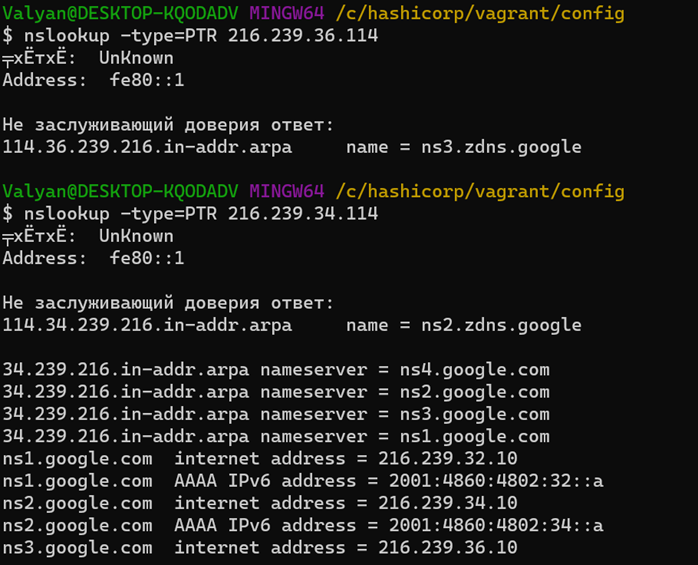 Valyan@DESKTOP-KQODADV MINGW64 /c/hashicorp/vagrant/config
$ nslookup -type=PTR 216.239.36.114
╤хЁтхЁ:  UnKnown
Address:  fe80::1

Не заслуживающий доверия ответ:
114.36.239.216.in-addr.arpa     name = ns3.zdns.google

Valyan@DESKTOP-KQODADV MINGW64 /c/hashicorp/vagrant/config
$ nslookup -type=PTR 216.239.34.114
╤хЁтхЁ:  UnKnown
Address:  fe80::1

Не заслуживающий доверия ответ:
114.34.239.216.in-addr.arpa     name = ns2.zdns.google

34.239.216.in-addr.arpa nameserver = ns4.google.com
34.239.216.in-addr.arpa nameserver = ns2.google.com
34.239.216.in-addr.arpa nameserver = ns3.google.com
34.239.216.in-addr.arpa nameserver = ns1.google.com
ns1.google.com  internet address = 216.239.32.10
ns1.google.com  AAAA IPv6 address = 2001:4860:4802:32::a
ns2.google.com  internet address = 216.239.34.10
ns2.google.com  AAAA IPv6 address = 2001:4860:4802:34::a
ns3.google.com  internet address = 216.239.36.10